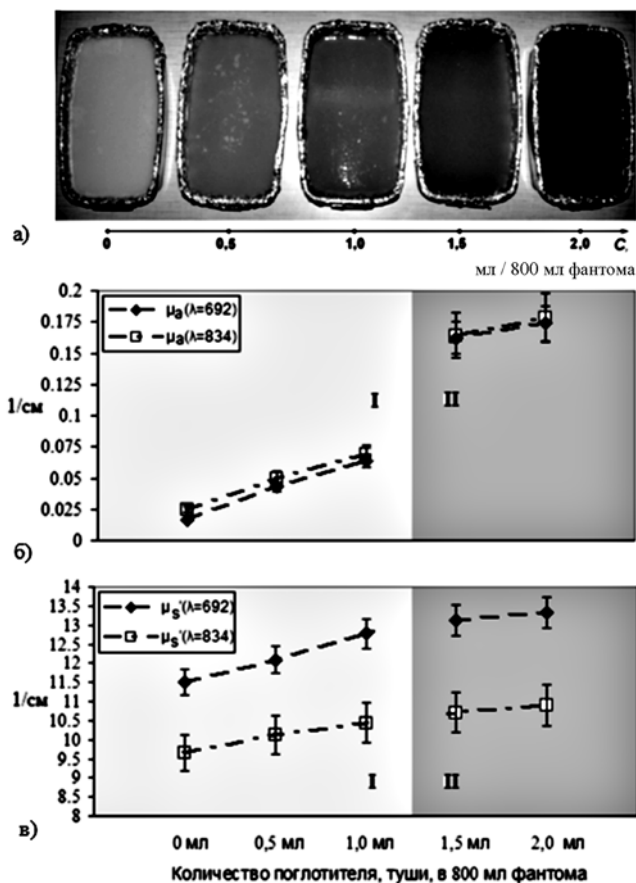 а)
0 0,5 1,0 1,5 2,0 C,
мл / 800 мл фантома
0.2
0.175
0.15
0.125
1/см
0.1
0.075
0.05
0.025
0
μa(λ=692)
μa(λ=834)
I II
б)
14
13.5
13
12.5
12
11.5
1/см
11
10.5
10
9.5
9
8.5
8
μs'(λ=692)
μs'(λ=834)
I II
в)
0 мл 0,5 мл 1,0 мл 1,5 мл 2,0 мл
Количество поглотителя, туши, в 800 мл фантома